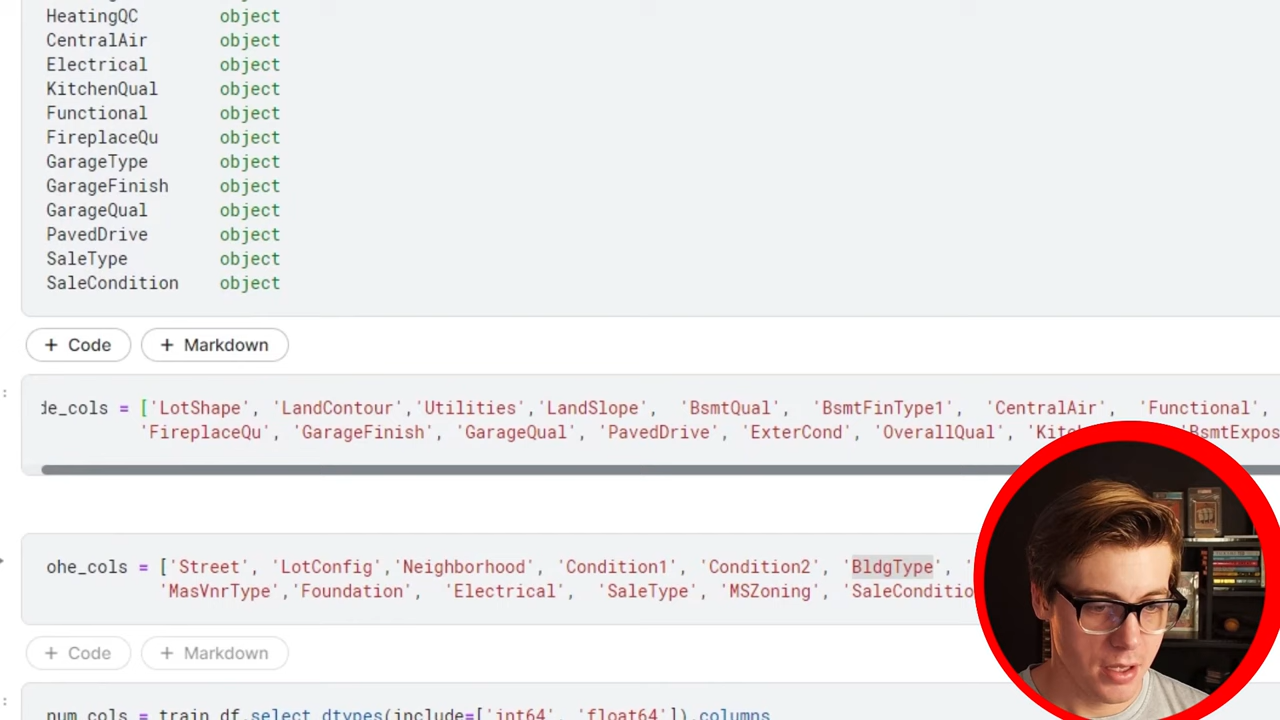 HeatingQC object
CentralAir object
Electrical object
KitchenQual object
Functional object
FireplaceQu object
GarageType object
GarageFinish object
GarageQual object
PavedDrive object
SaleType object
SaleCondition object
+ Code + Markdown
de_cols = ['LotShape', 'LandContour','Utilities','LandSlope', 'BsmtQual', 'BsmtFinType1', 'CentralAir', 'Functional',
'FireplaceQu', 'GarageFinish', 'GarageQual', 'PavedDrive', 'ExterCond', 'OverallQual',
ohe_cols = ['Street', 'LotConfig','Neighborhood', 'Condition1', 'Condition2', 'BldgType',
'MasVnrType','Foundation', 'Electrical', 'SaleType', 'MSZoning',
+ Code + Markdown
num_cols = train_df.select_dtypes(include=['int64', 'float64']).columns